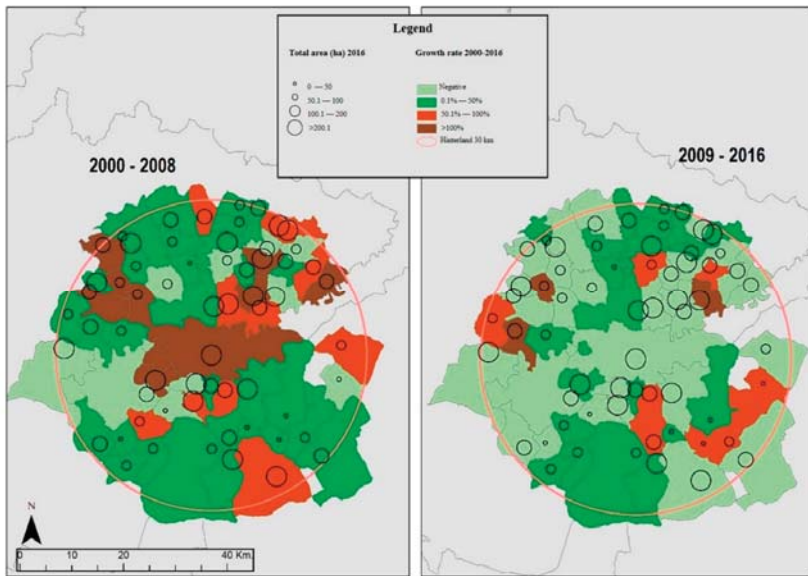 Legend
Total area (ha) 2016 Growth rate 2000-2016
0 — 50
50.1 — 100
100.1 — 200
>200.1
Negative
0.1% — 50%
50.1% — 100%
>100%
Hinterland 30 km
2000 - 2008
2009 - 2016
N
0 10 20 40 Km.